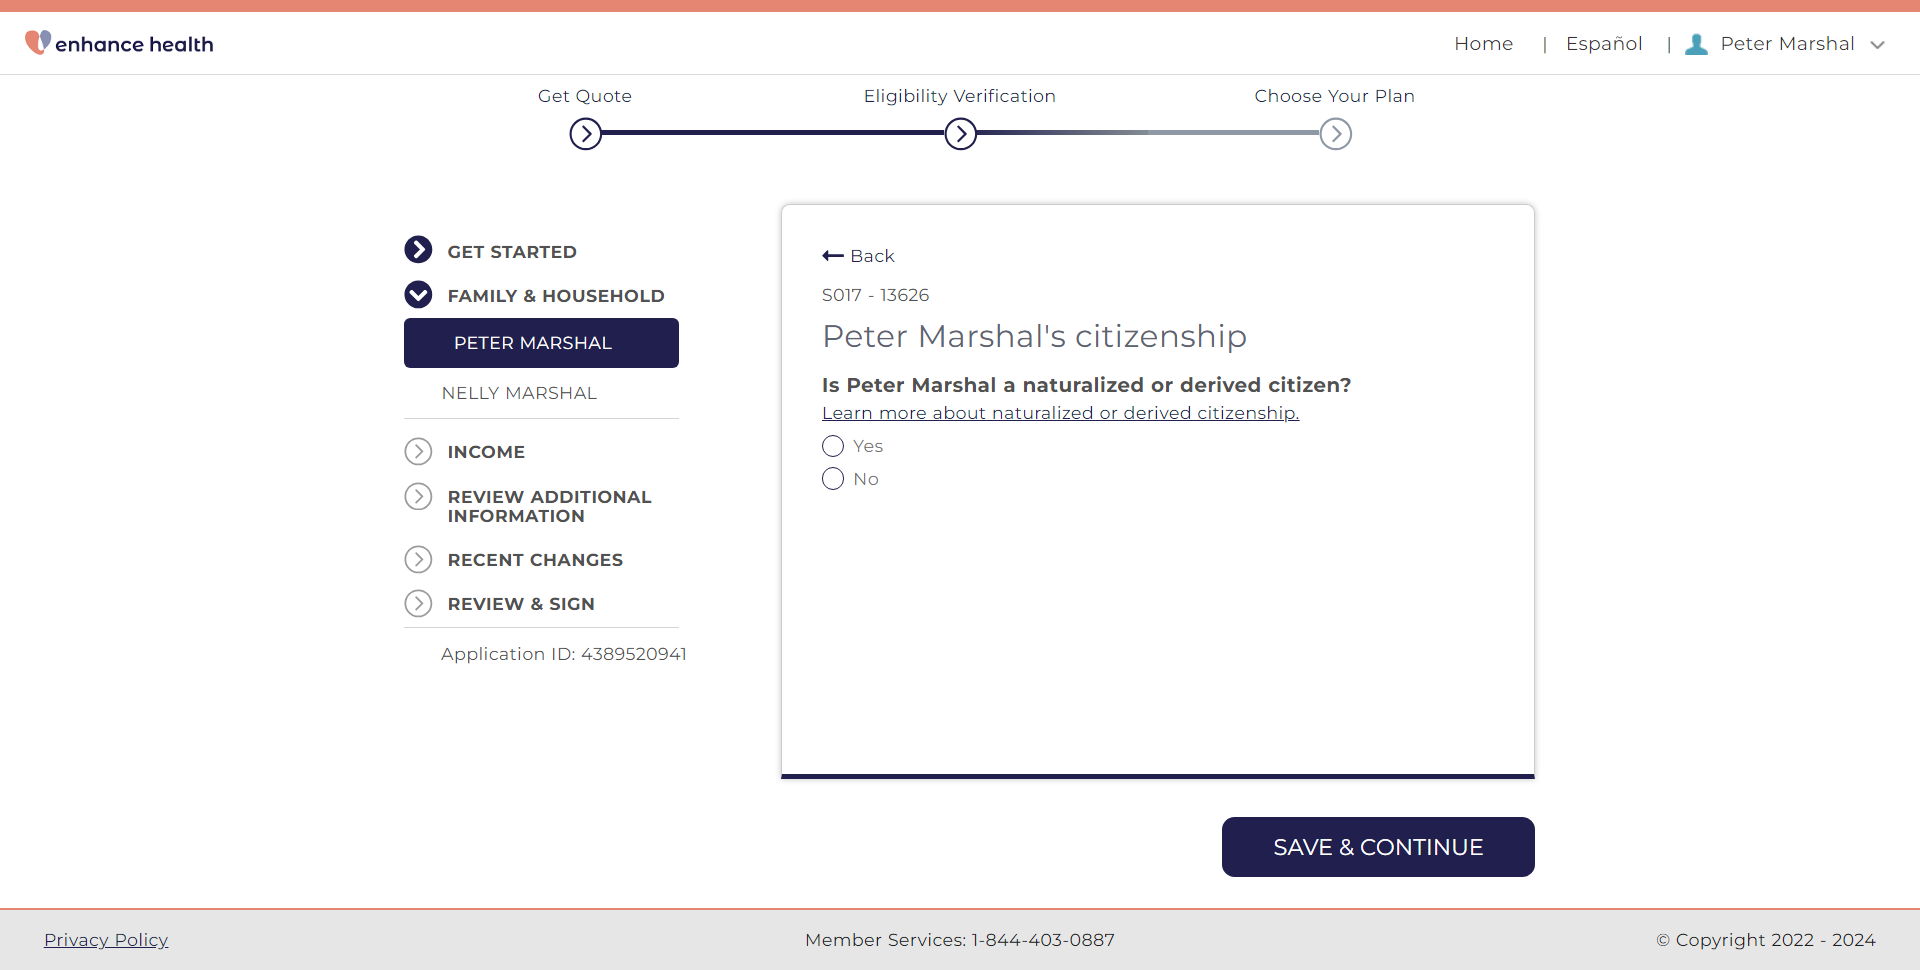 enhance health
Home | Español | Peter Marshal
Get Quote
Eligibility Verification
Choose Your Plan
GET STARTED
FAMILY & HOUSEHOLD
PETER MARSHAL
NELLY MARSHAL
INCOME
REVIEW ADDITIONAL
INFORMATION
RECENT CHANGES
REVIEW & SIGN
Application ID: 4389520941
Back
S017 - 13626
Peter Marshal's citizenship
Is Peter Marshal a naturalized or derived citizen?
Learn more about naturalized or derived citizenship.
Yes
No
SAVE & CONTINUE
Privacy Policy
Member Services: 1-844-403-0887
© Copyright 2022 - 2024